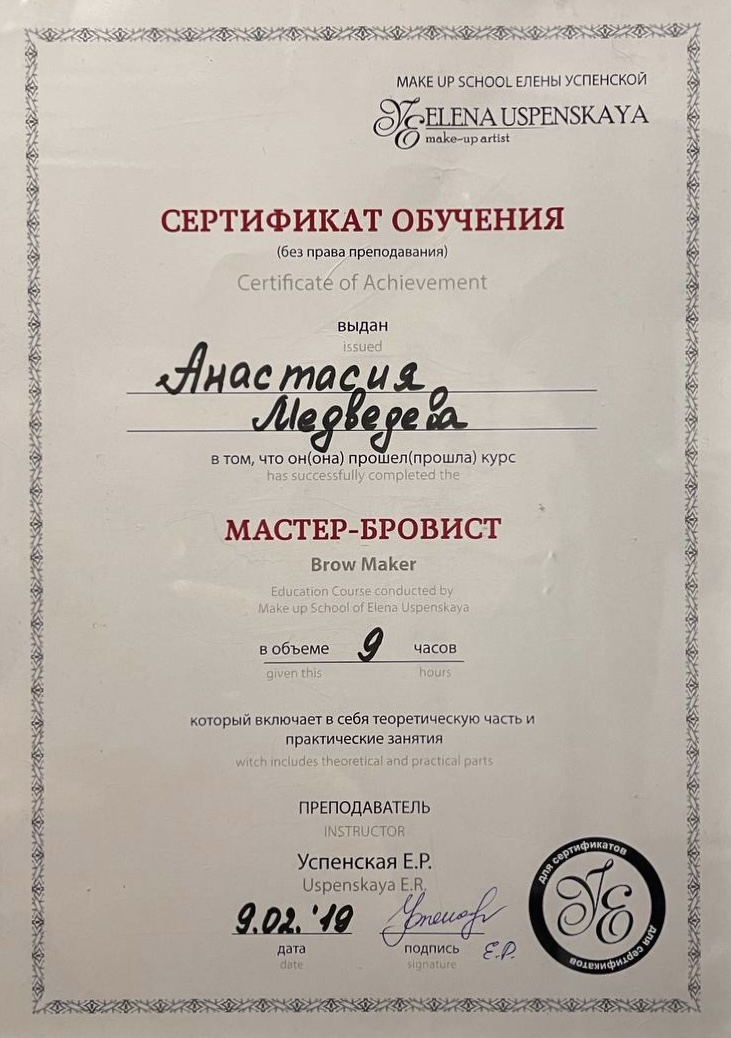 MAKE UP SCHOOL ЕЛЕНЫ УСПЕНСКОЙ
УЕ ELENA USPENSKAYA
make-up artist
СЕРТИФИКАТ ОБУЧЕНИЯ
(без права преподавания)
Certificate of Achievement
выдан
issued
Анастасия
Медведева
в том, что он(она) прошел(прошла) курс
has successfully completed the
МАСТЕР-БРОВИСТ
Brow Maker
Education Course conducted by
Make up School of Elena Uspenskaya
в объеме 9 часов
given this hours
который включает в себя теоретическую часть и
практические занятия
witch includes theoretical and practical parts
ПРЕПОДАВАТЕЛЬ
INSTRUCTOR
Успенская Е.Р.
Uspenskaya E.R.
9.02.'19
дата
date
подпись Е.Р.
signature
для сертификатов
УЕ
для сертификатов